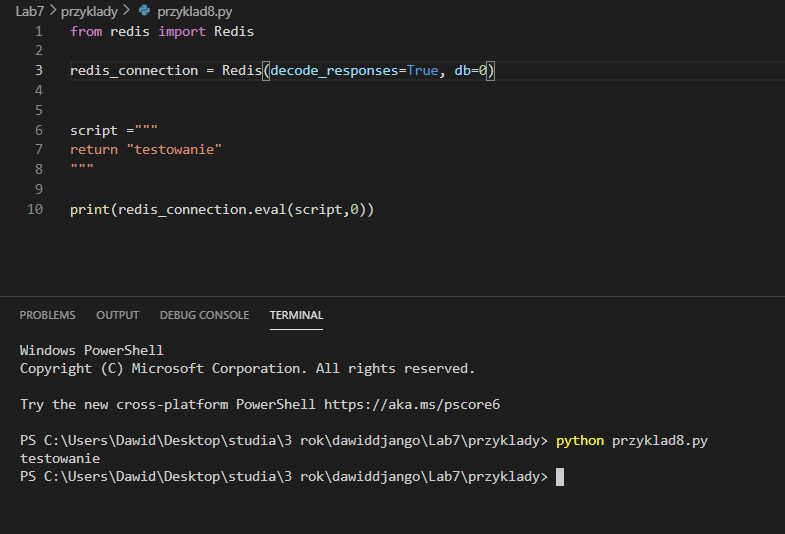 Lab7 > przyklady > przyklad8.py
1 from redis import Redis
2
3 redis_connection = Redis(decode_responses=True, db=0)
4
5
6 script ="""
7 return "testowanie"
8 """
9
10 print(redis_connection.eval(script,0))
PROBLEMS OUTPUT DEBUG CONSOLE TERMINAL
Windows PowerShell
Copyright (C) Microsoft Corporation. All rights reserved.
Try the new cross-platform PowerShell https://aka.ms/pscore6
PS C:\Users\Dawid\Desktop\studia\3 rok\dawiddjango\Lab7\przyklady> python przyklad8.py
testowanie
PS C:\Users\Dawid\Desktop\studia\3 rok\dawiddjango\Lab7\przyklady>